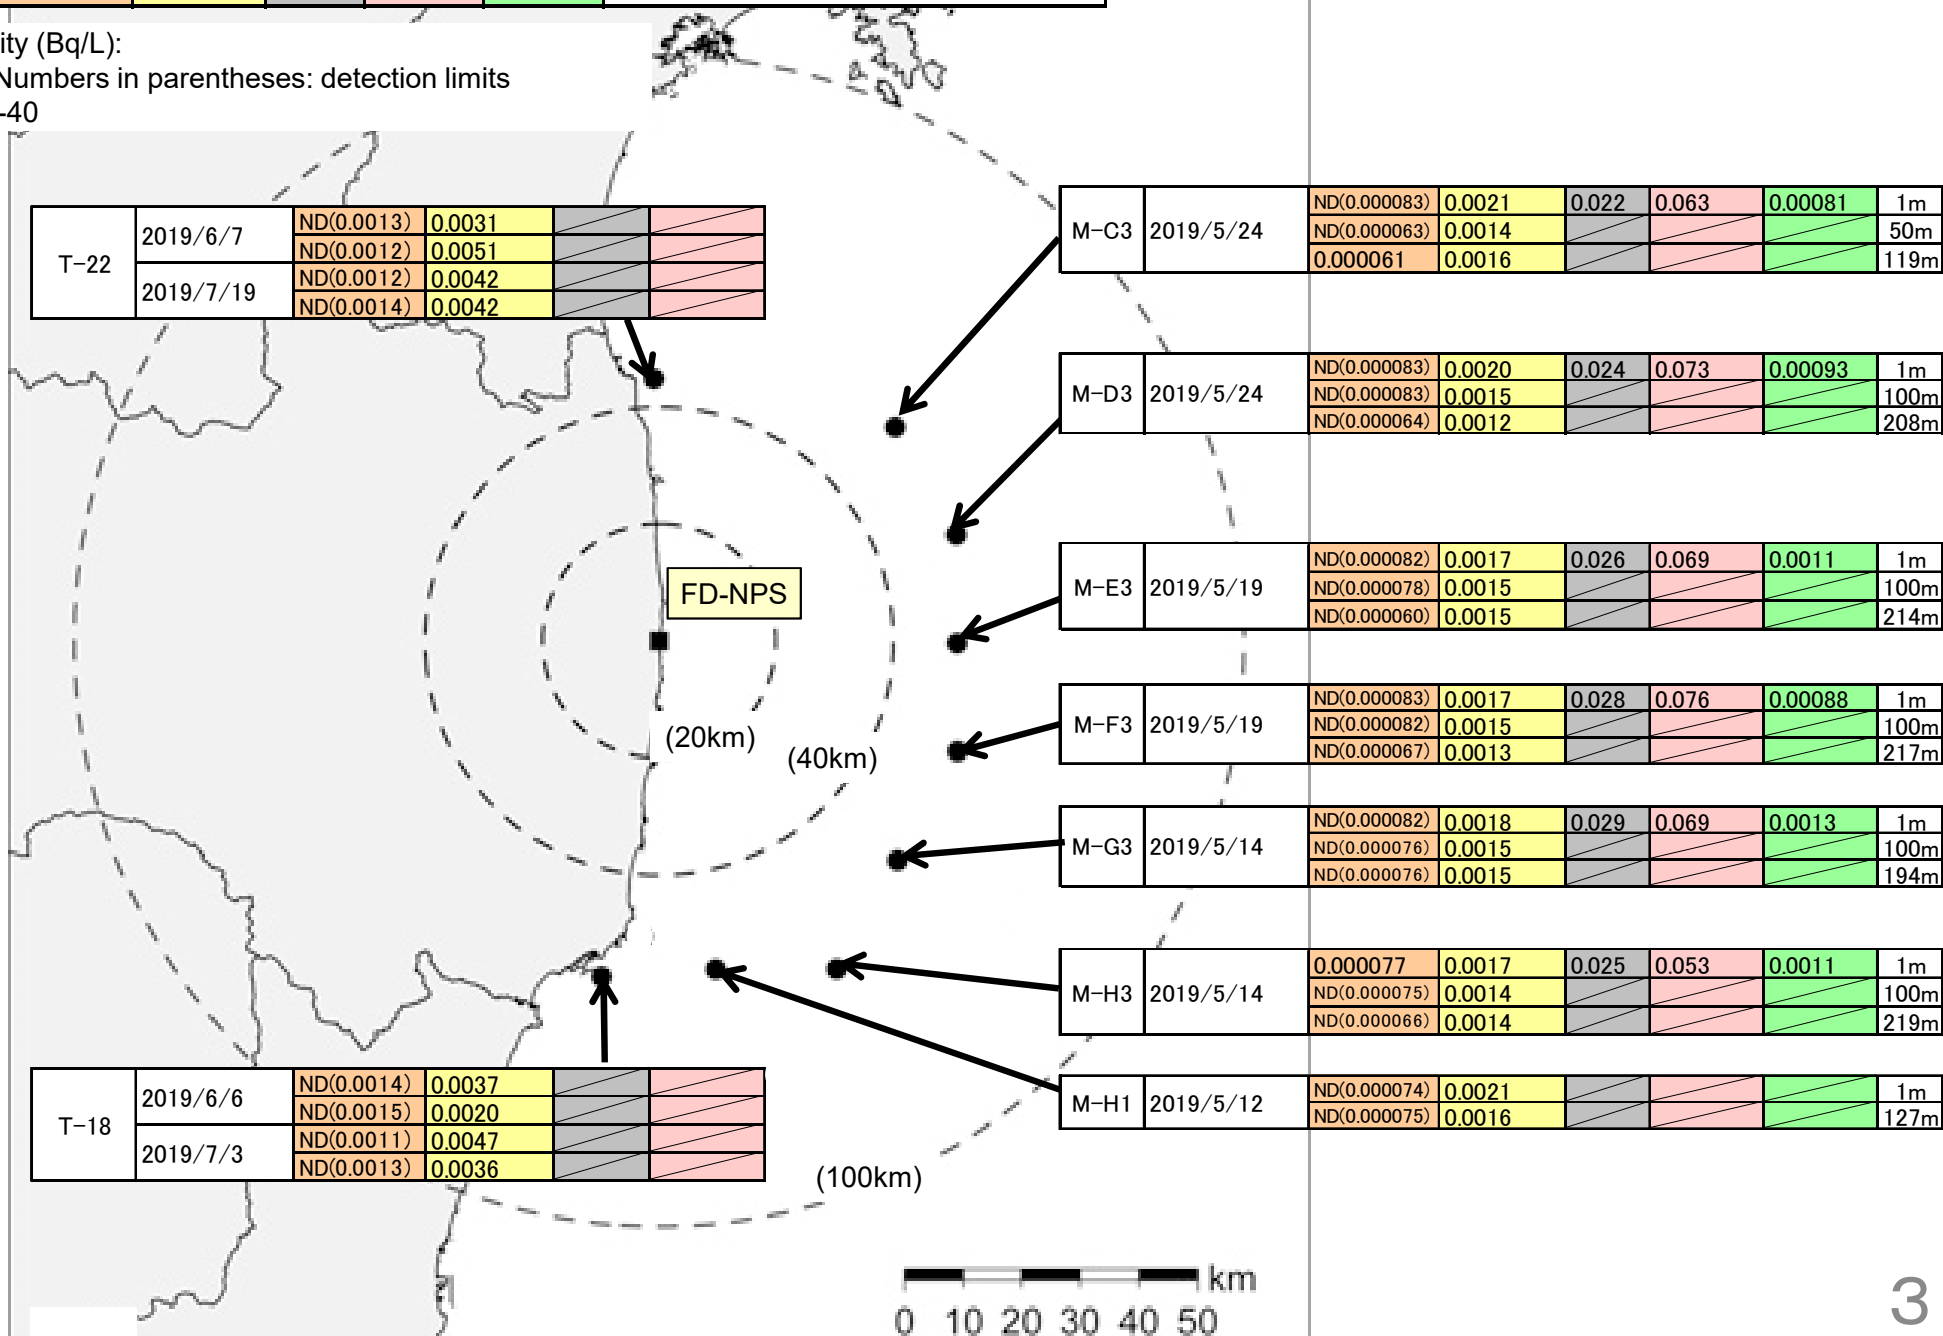 ity (Bq/L):
Numbers in parentheses: detection limits
-40
T-22
2019/6/7
ND(0.0013) 0.0031
ND(0.0012) 0.0051
2019/7/19
ND(0.0012) 0.0042
ND(0.0014) 0.0042
M-C3 2019/5/24
ND(0.000083) 0.0021 0.022 0.063 0.00081 1m
ND(0.000063) 0.0014 50m
0.000061 0.0016 119m
M-D3 2019/5/24
ND(0.000083) 0.0020 0.024 0.073 0.00093 1m
ND(0.000083) 0.0015 100m
ND(0.000064) 0.0012 208m
M-E3 2019/5/19
ND(0.000082) 0.0017 0.026 0.069 0.0011 1m
ND(0.000078) 0.0015 100m
ND(0.000060) 0.0015 214m
FD-NPS
(20km)
(40km)
M-F3 2019/5/19
ND(0.000083) 0.0017 0.028 0.076 0.00088 1m
ND(0.000082) 0.0015 100m
ND(0.000067) 0.0013 217m
M-G3 2019/5/14
ND(0.000082) 0.0018 0.029 0.069 0.0013 1m
ND(0.000076) 0.0015 100m
ND(0.000076) 0.0015 194m
M-H3 2019/5/14
0.000077 0.0017 0.025 0.053 0.0011 1m
ND(0.000075) 0.0014 100m
ND(0.000066) 0.0014 219m
M-H1 2019/5/12
ND(0.000074) 0.0021 1m
ND(0.000075) 0.0016 127m
T-18
2019/6/6
ND(0.0014) 0.0037
ND(0.0015) 0.0020
2019/7/3
ND(0.0011) 0.0047
ND(0.0013) 0.0036
(100km)
km
0 10 20 30 40 50
3